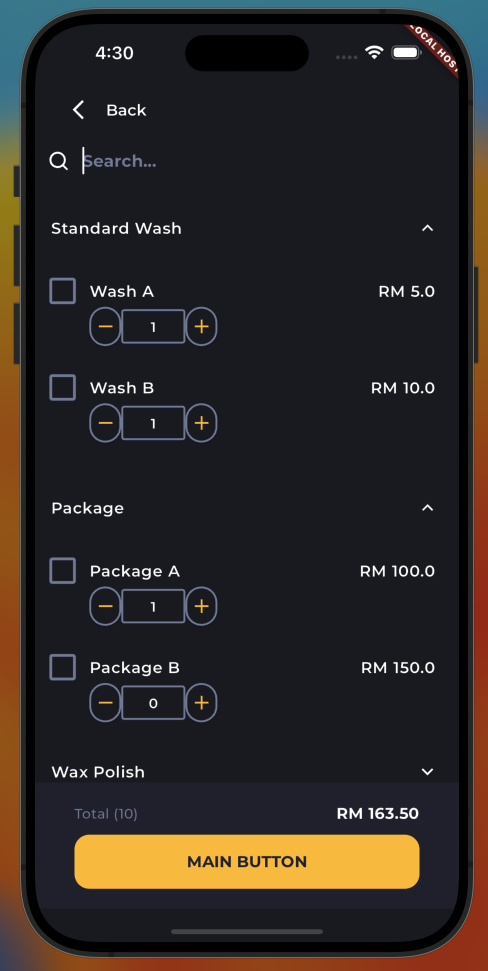 4:30
LOCAL HOST
Back
Search...
Standard Wash
Wash A RM 5.0
− 1 +
Wash B RM 10.0
− 1 +
Package
Package A RM 100.0
− 1 +
Package B RM 150.0
− 0 +
Wax Polish
Total (10) RM 163.50
MAIN BUTTON